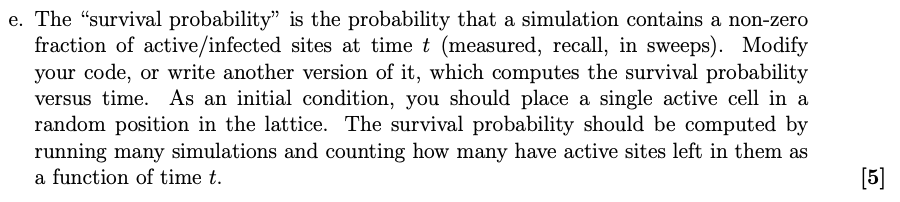 e. The “survival probability” is the probability that a simulation contains a non-zero
fraction of active/infected sites at time t (measured, recall, in sweeps). Modify
your code, or write another version of it, which computes the survival probability
versus time. As an initial condition, you should place a single active cell in a
random position in the lattice. The survival probability should be computed by
running many simulations and counting how many have active sites left in them as
a function of time t. [5]